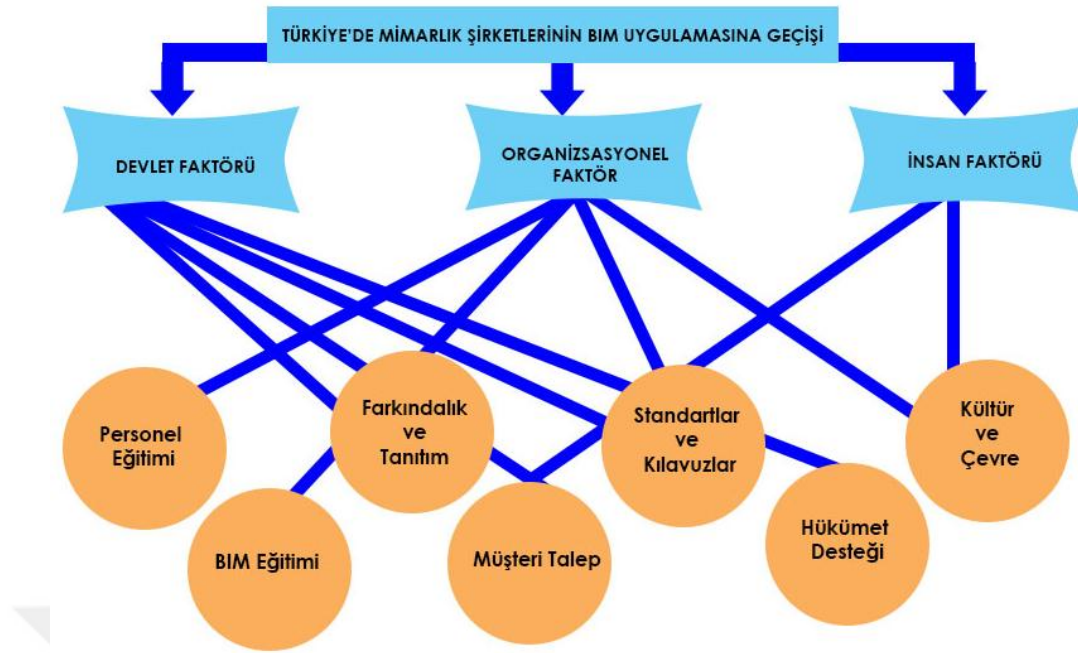 TÜRKİYE'DE MİMARLIK ŞİRKETLERİNİN BIM UYGULAMASINA GEÇİŞİ
DEVLET FAKTÖRÜ
ORGANİZSASYONEL
FAKTÖR
İNSAN FAKTÖRÜ
Personel
Eğitimi
Farkındalık
ve
Tanıtım
Standartlar
ve
Kılavuzlar
Kültür
ve
Çevre
BIM Eğitimi
Müşteri Talep
Hükümet
Desteği